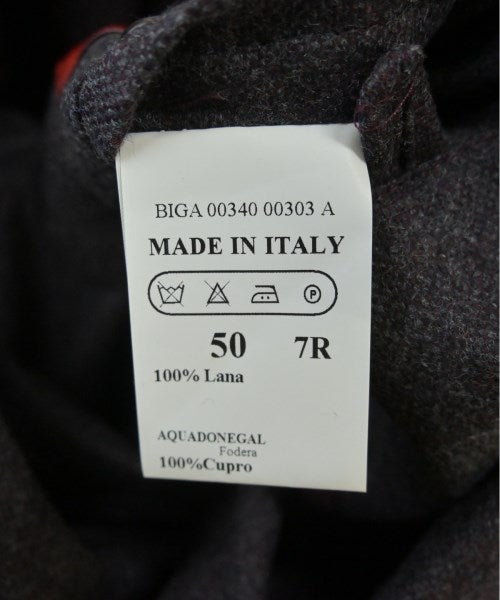 BIGA 00340 00303 A
MADE IN ITALY
P
50 7R
100% Lana
AQUADONEGAL
Fodera
100%Cupro